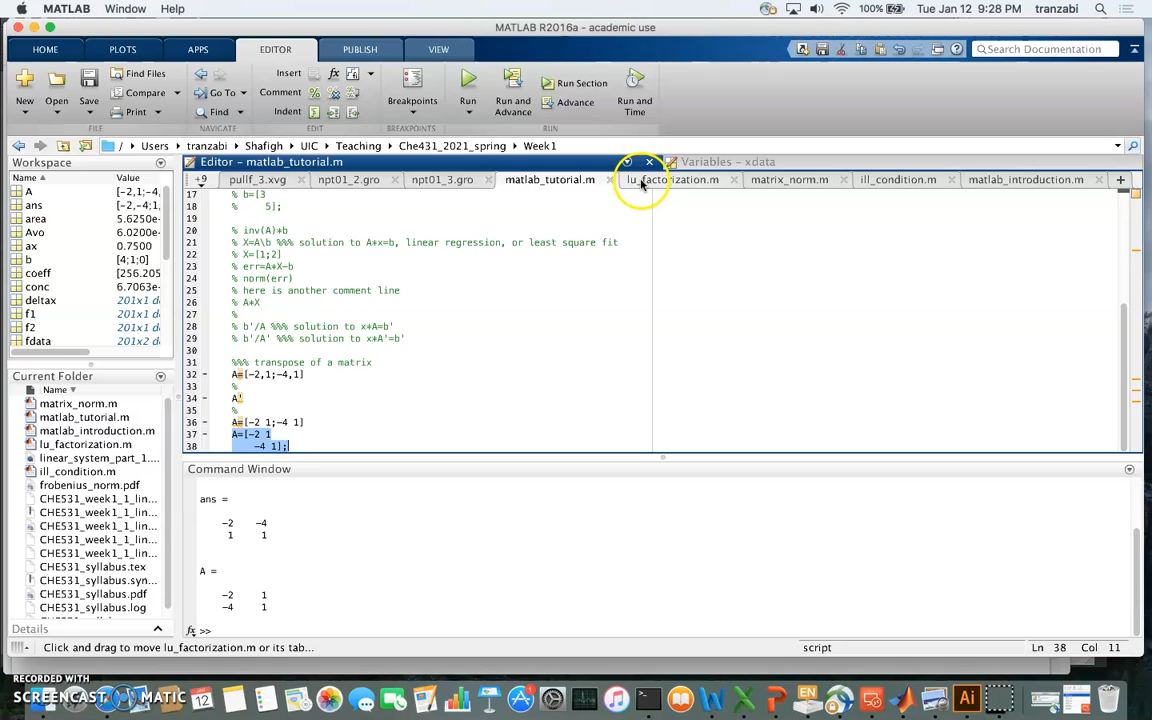 MATLAB Window Help 100% Tue Jan 12 9:28 PM tranzabi
MATLAB R2016a - academic use
HOME PLOTS APPS EDITOR PUBLISH VIEW Search Documentation
New Open Save Find Files Compare Print Go To Find Insert Comment Indent fx Breakpoints Run Run and Advance Run Section Advance Run and Time
FILE NAVIGATE EDIT BREAKPOINTS RUN
/ Users tranzabi Shafigh UIC Teaching Che431_2021_spring Week1
Workspace
Name Value
A [-2,1;-4,...
ans [-2,-4;1,...
area 5.6250...
Avo 6.0200...
ax 0.7500
b [4;1;0]
coeff [256.205...
conc 6.7063...
deltax 201x1 d...
f1 201x1 d...
f2 201x1 d...
fdata 201x2 d...
Current Folder
Name
matrix_norm.m
matlab_tutorial.m
matlab_introduction.m
lu_factorization.m
linear_system_part_1....
ill_condition.m
frobenius_norm.pdf
CHE531_week1_1_lin...
CHE531_week1_1_lin...
CHE531_week1_1_lin...
CHE531_week1_1_lin...
CHE531_week1_1_lin...
CHE531_syllabus.tex
CHE531_syllabus.syn...
CHE531_syllabus.pdf
CHE531_syllabus.log
Details
Editor - matlab_tutorial.m Variables - xdata
+9 pullf_3.xvg npt01_2.gro npt01_3.gro matlab_tutorial.m lu_factorization.m matrix_norm.m ill_condition.m matlab_introduction.m
17 % b=[3
18 % 5];
19
20 % inv(A)*b
21 % X=A\b %%% solution to A*x=b, linear regression, or least square fit
22 % X=[1;2]
23 % err=A*X-b
24 % norm(err)
25 % here is another comment line
26 % A*X
27 %
28 % b'/A %%% solution to x*A=b'
29 % b'/A' %%% solution to x*A'=b'
30
31 %%% transpose of a matrix
32 A=[-2,1;-4,1]
33 %
34 A'
35 %
36 A=[-2 1;-4 1]
37 A=[-2 1
38 -4 1];
Command Window
ans =
-2 -4
1 1
A =
-2 1
-4 1
fx >>
Click and drag to move lu_factorization.m or its tab... script Ln 38 Col 11
RECORDED WITH
SCREENCAST MATIC